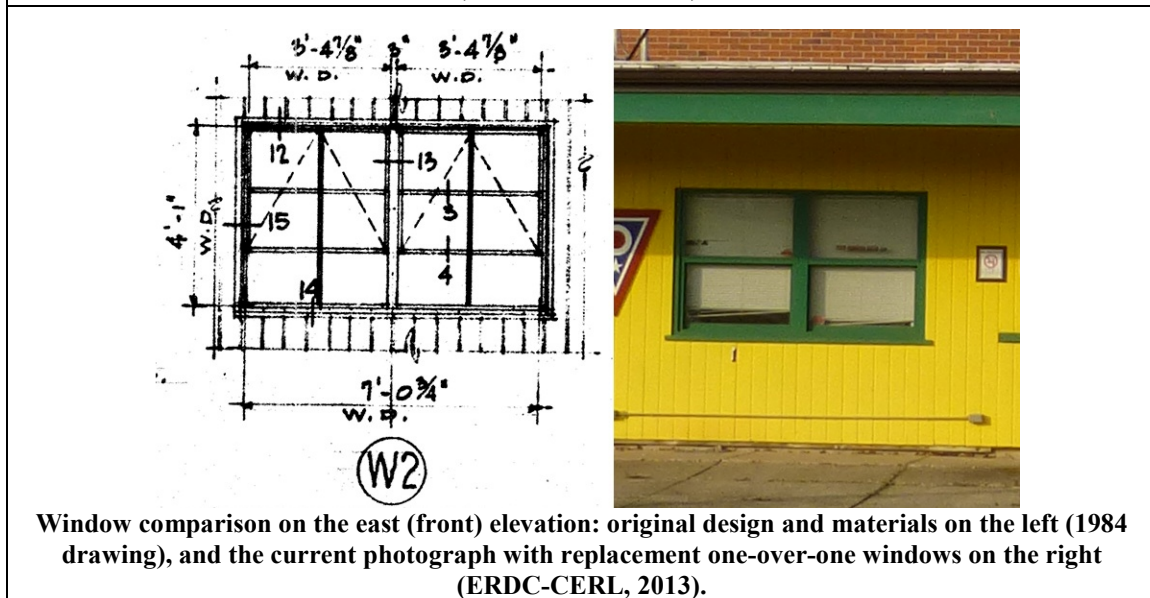 3'-4⅞" 3" 3'-4⅞"
W.D. W.D.
12 13
15 3
4'-1"
W.D.
4
14
7'-0¾"
W.D.
W2
Window comparison on the east (front) elevation: original design and materials on the left (1984
drawing), and the current photograph with replacement one-over-one windows on the right
(ERDC-CERL, 2013).